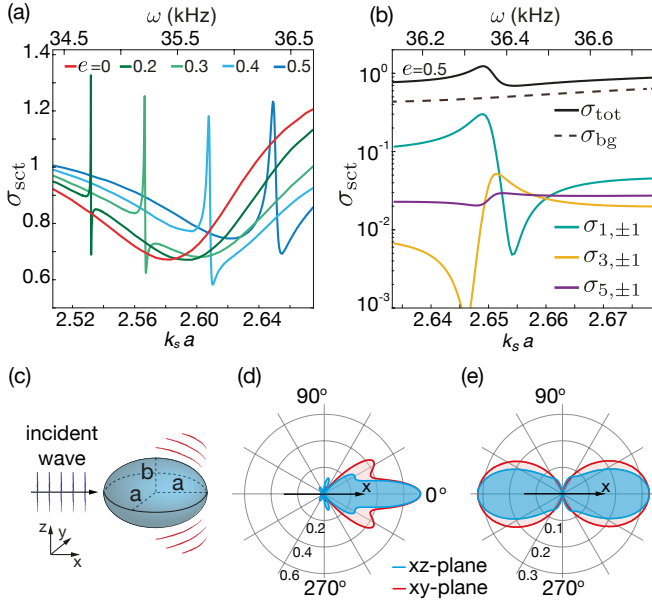 (a)
ω (kHz)
34.5 35.5 36.5
1.4
1.2
1
0.8
0.6
σsct
e=0 0.2 0.3 0.4 0.5
2.52 2.56 2.60 2.64
ksa
(b)
ω (kHz)
36.3 36.4 36.6
e=0.5
10⁰
10⁻¹
10⁻²
10⁻³
σsct
σtot
σbg
σ1,±1
σ3,±1
σ5,±1
2.64 2.65 2.66 2.67
ksa
(c)
incident
wave
b
a
a
z
y
x
(d)
90°
x
0°
0.2
0.4
0.6
270°
(e)
90°
x
0.1
0.2
0.3
270°
xz-plane
xy-plane